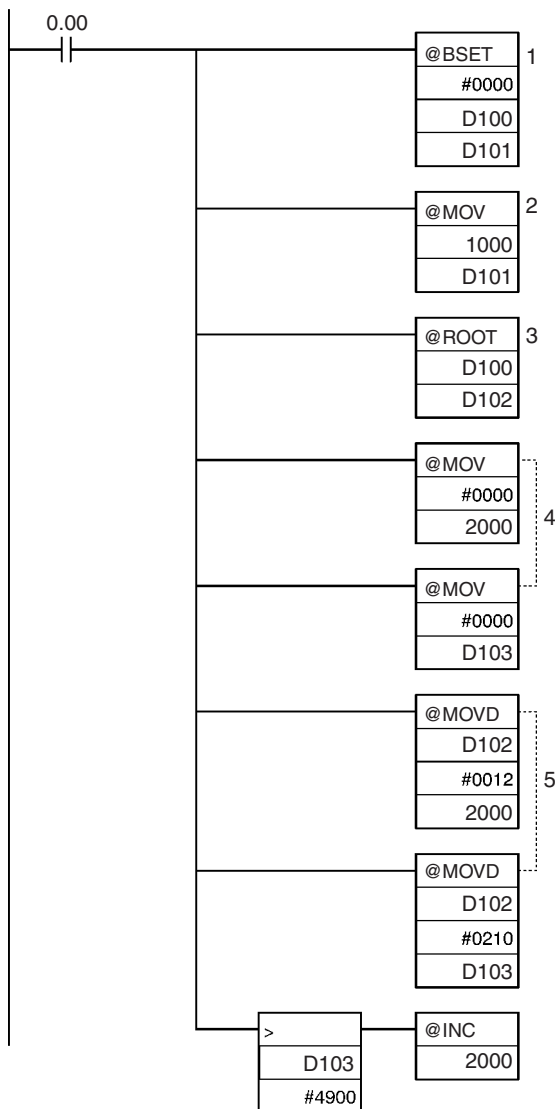 0.00
@BSET
1
#0000
D100
D101
@MOV
2
1000
D101
@ROOT
3
D100
D102
@MOV
#0000
2000
4
@MOV
#0000
D103
@MOVD
D102
#0012
2000
5
@MOVD
D102
#0210
D103
>
D103
#4900
@INC
2000